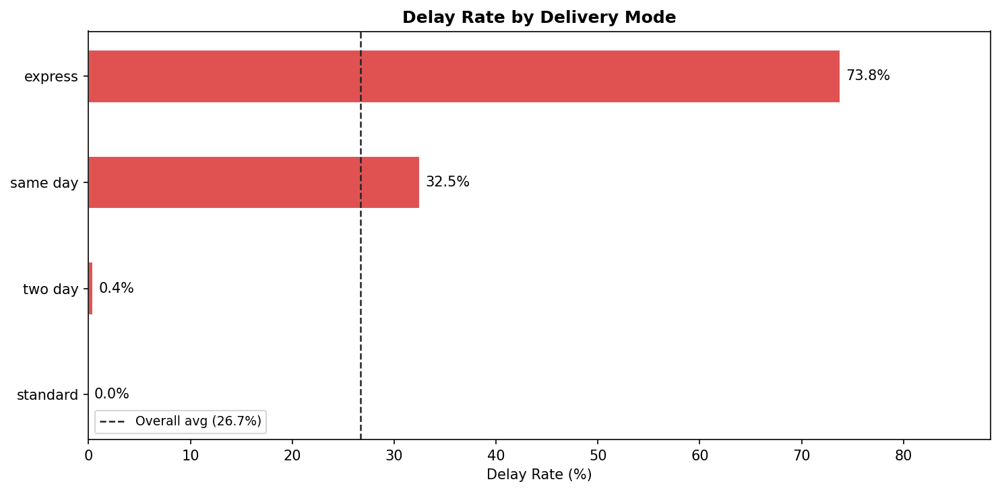 Delay Rate by Delivery Mode
express
73.8%
same day
32.5%
two day
0.4%
standard
0.0%
Overall avg (26.7%)
0 10 20 30 40 50 60 70 80
Delay Rate (%)